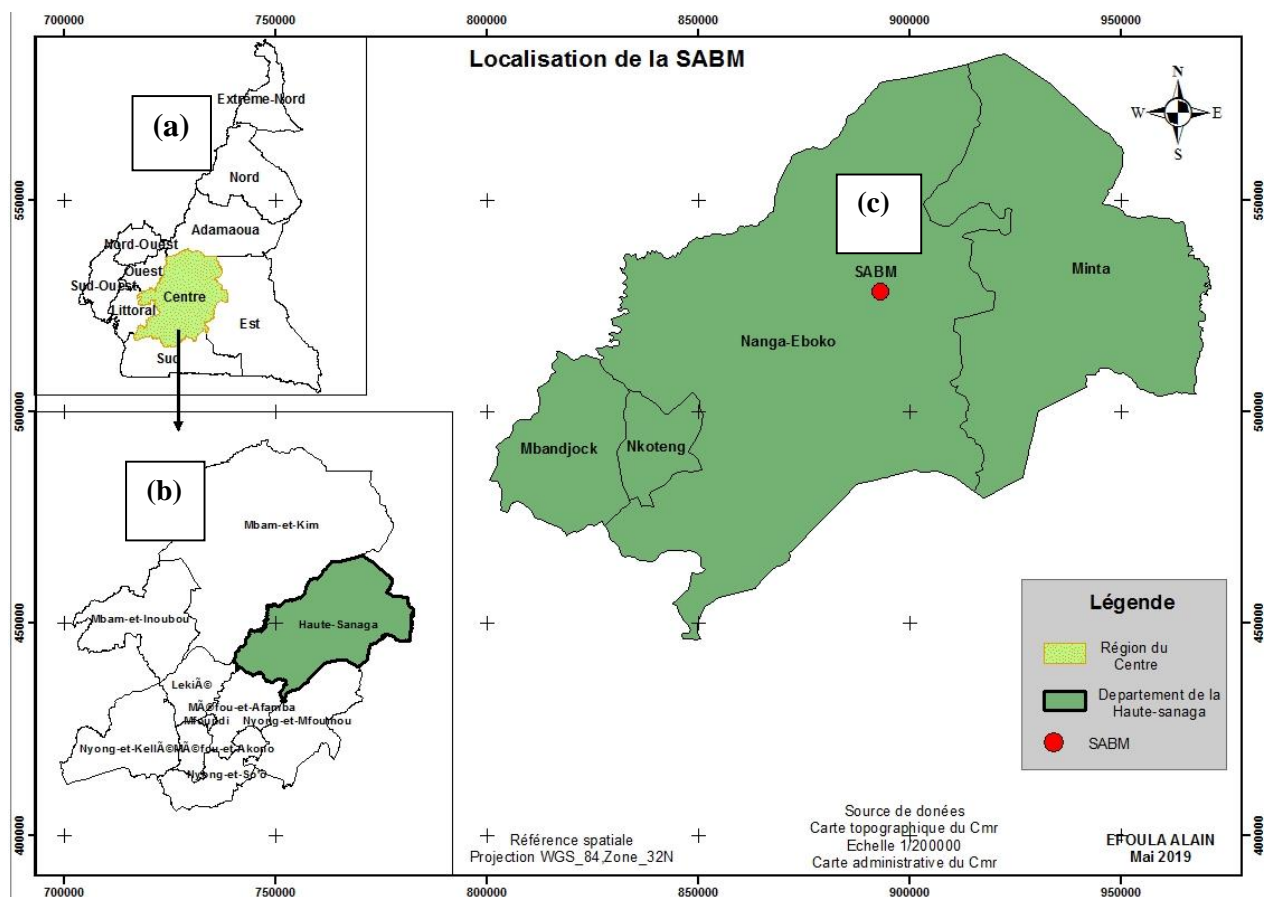 700000 750000 800000 850000 900000 950000
Localisation de la SABM
N
W E
S
(a)
Extrême-Nord
Nord
Adamaoua
Nord-Ouest
Ouest
Sud-Ouest
Centre
Littoral
Est
Sud
550000
550000
(c)
SABM
Minta
Nanga-Eboko
Mbandjock
Nkoteng
500000
500000
(b)
Mbam-et-Kim
Mbam-et-Inoubou
Haute-Sanaga
LekiÃ©
MÃ©fou-et-Afamba
Mfoundi
Nyong-et-Mfoumou
Nyong-et-KellÃ©
MÃ©fou-et-Akono
Nyong-et-So'o
450000
450000
Légende
Région du
Centre
Departement de la
Haute-sanaga
SABM
400000
400000
Référence spatiale
Projection WGS_84,Zone_32N
Source de donées
Carte topographique du Cmr
Echelle 1/200000
Carte administrative du Cmr
EFOULA ALAIN
Mai 2019
700000 750000 800000 850000 900000 950000